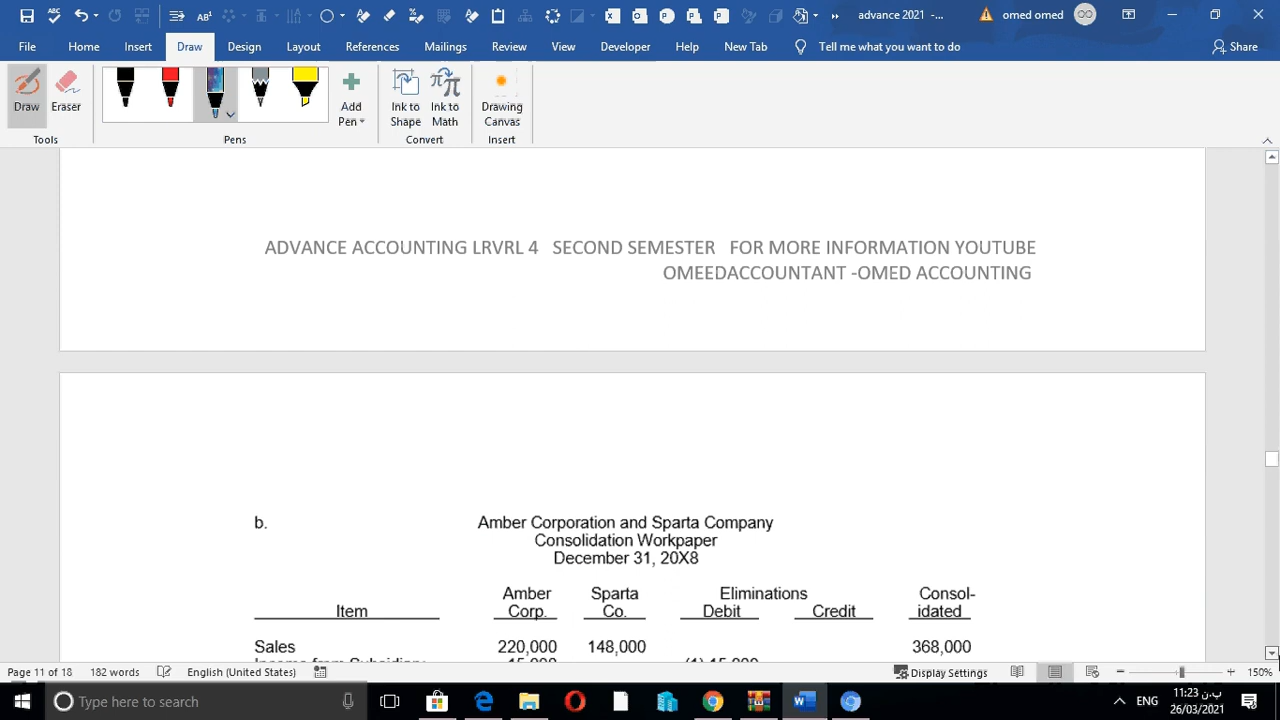 advance 2021 -...
omed omed
File
Home
Insert
Draw
Design
Layout
References
Mailings
Review
View
Developer
Help
New Tab
Tell me what you want to do
Share
Draw
Eraser
Add
Pen
Ink to
Shape
Ink to
Math
Drawing
Canvas
Tools
Pens
Convert
Insert
ADVANCE ACCOUNTING LRVRL 4 SECOND SEMESTER FOR MORE INFORMATION YOUTUBE
OMEEDACCOUNTANT -OMED ACCOUNTING
b. Amber Corporation and Sparta Company
Consolidation Workpaper
December 31, 20X8
Amber Sparta Eliminations Consol-
Item Corp. Co. Debit Credit idated
Sales 220,000 148,000 368,000
Page 11 of 18
182 words
English (United States)
Display Settings
150%
Type here to search
ENG
11:23 پ.ن
26/03/2021